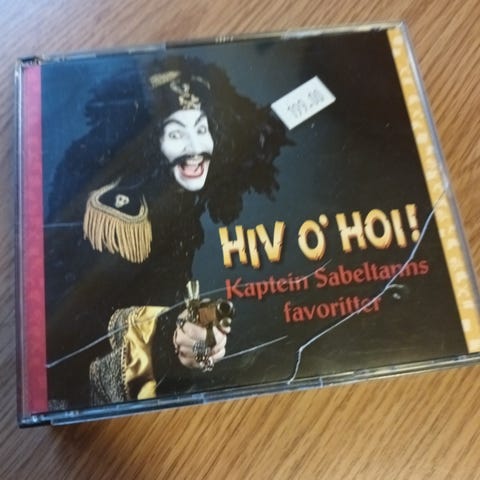 199.00
HIV O' HOI!
Kaptein Sabeltanns
favoritter